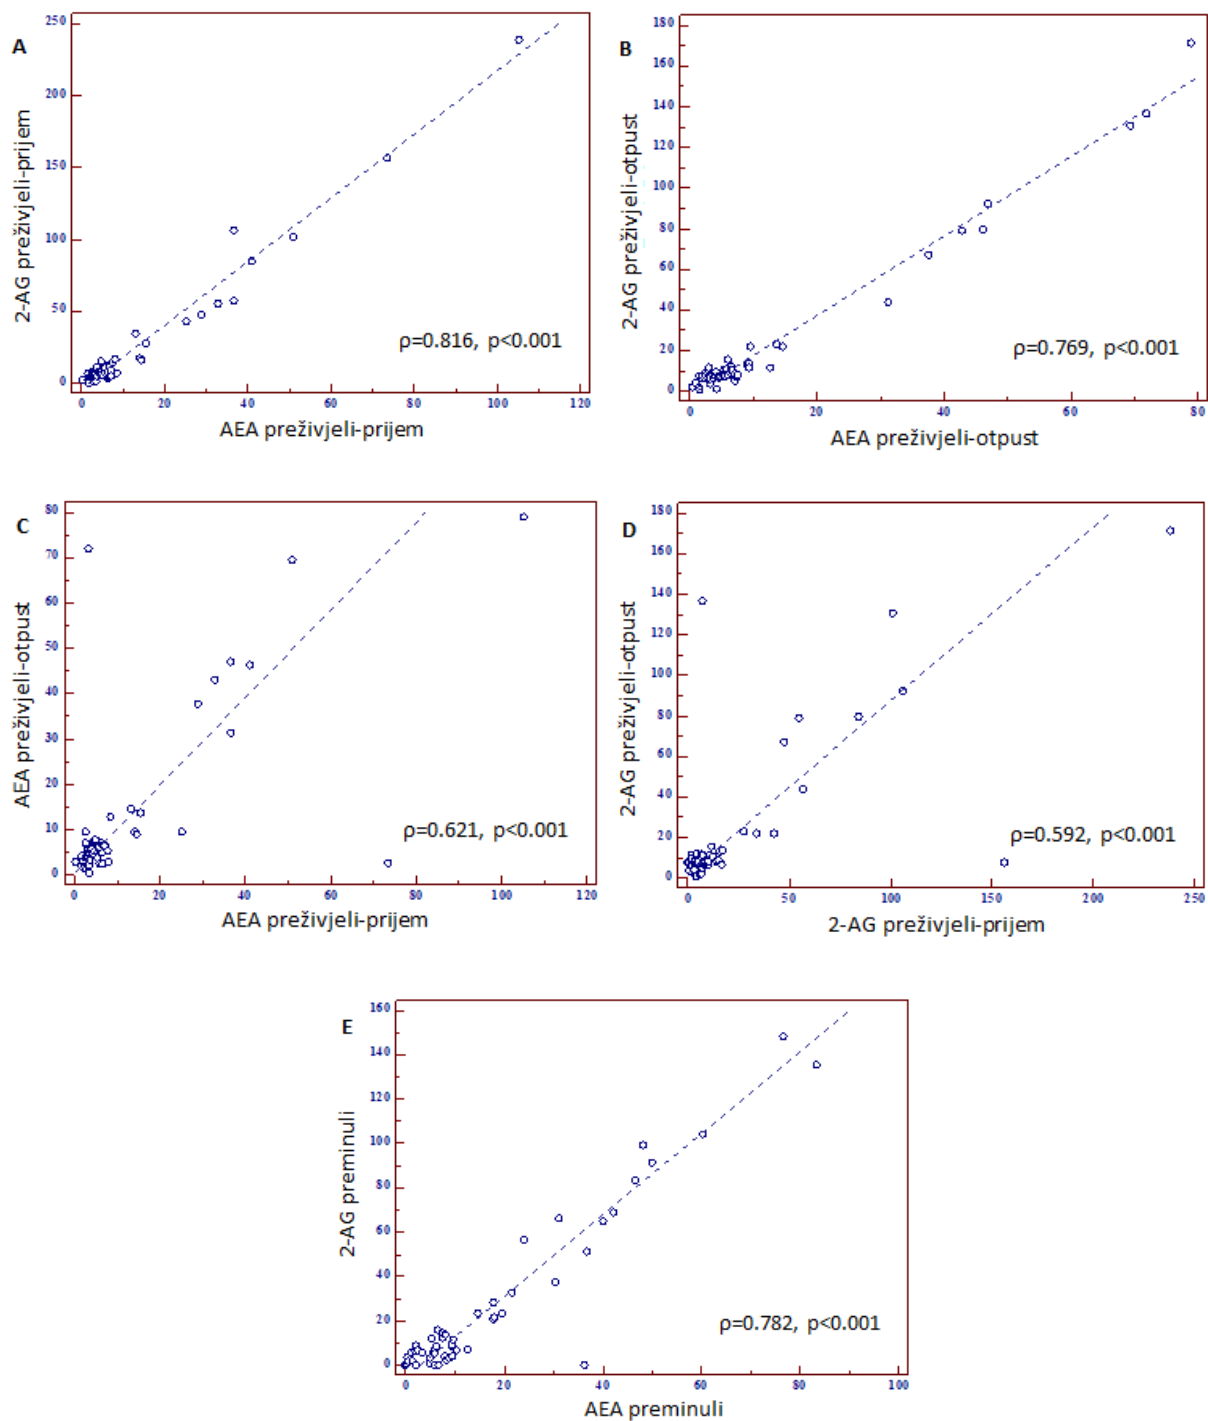 A
2-AG preživjeli-prijem
250
200
150
100
50
0
ρ=0.816, p<0.001
0 20 40 60 80 100 120
AEA preživjeli-prijem
B
2-AG preživjeli-otpust
180
160
140
120
100
80
60
40
20
0
ρ=0.769, p<0.001
0 20 40 60 80
AEA preživjeli-otpust
C
AEA preživjeli-otpust
80
70
60
50
40
30
20
10
0
ρ=0.621, p<0.001
0 20 40 60 80 100 120
AEA preživjeli-prijem
D
2-AG preživjeli-otpust
180
160
140
120
100
80
60
40
20
0
ρ=0.592, p<0.001
0 50 100 150 200 250
2-AG preživjeli-prijem
E
2-AG preminuli
160
140
120
100
80
60
40
20
0
ρ=0.782, p<0.001
0 20 40 60 80 100
AEA preminuli